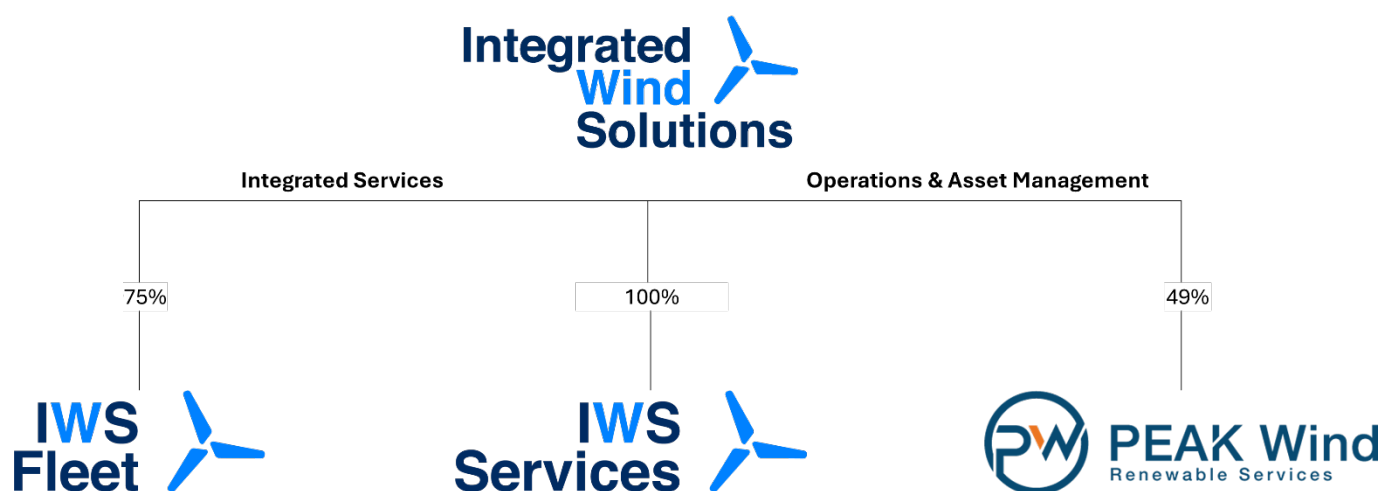 Integrated
Wind
Solutions
Integrated Services
Operations & Asset Management
75%
100%
49%
IWS
Fleet
IWS
Services
PW
PEAK Wind
Renewable Services